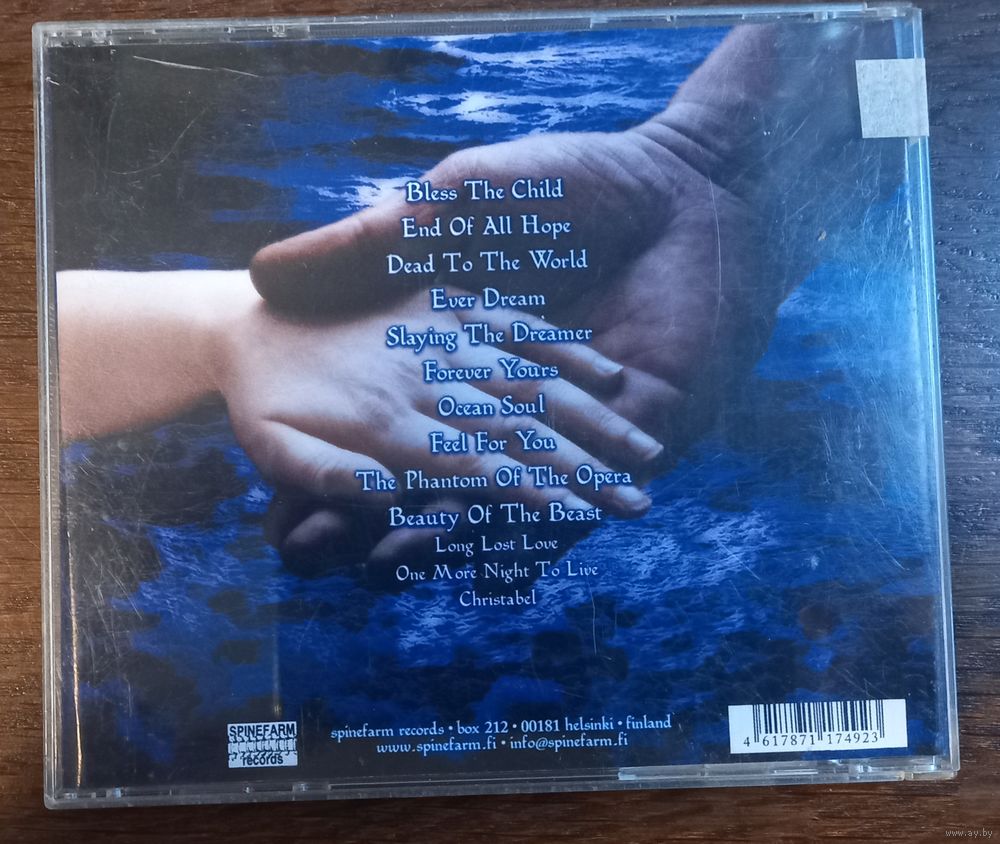 Bless The Child
End Of All Hope
Dead To The World
Ever Dream
Slaying The Dreamer
Forever Yours
Ocean Soul
Feel For You
The Phantom Of The Opera
Beauty Of The Beast
Long Lost Love
One More Night To Live
Christabel
SPINEFARM
records
spinefarm records • box 212 • 00181 helsinki • finland
www.spinefarm.fi • info@spinefarm.fi
4 617871 174923
www.ay.by